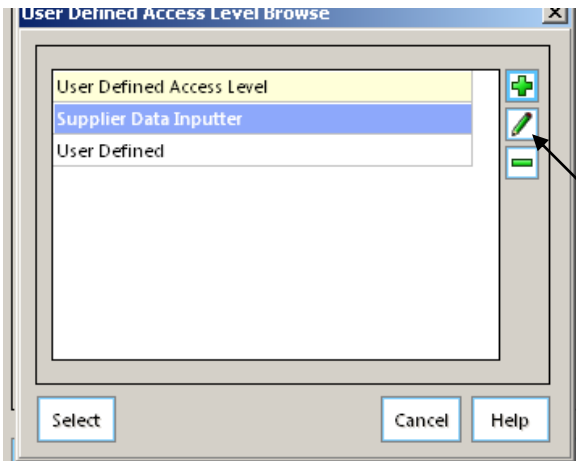 User Defined Access Level Browse
User Defined Access Level
Supplier Data Inputter
User Defined
Select Cancel Help